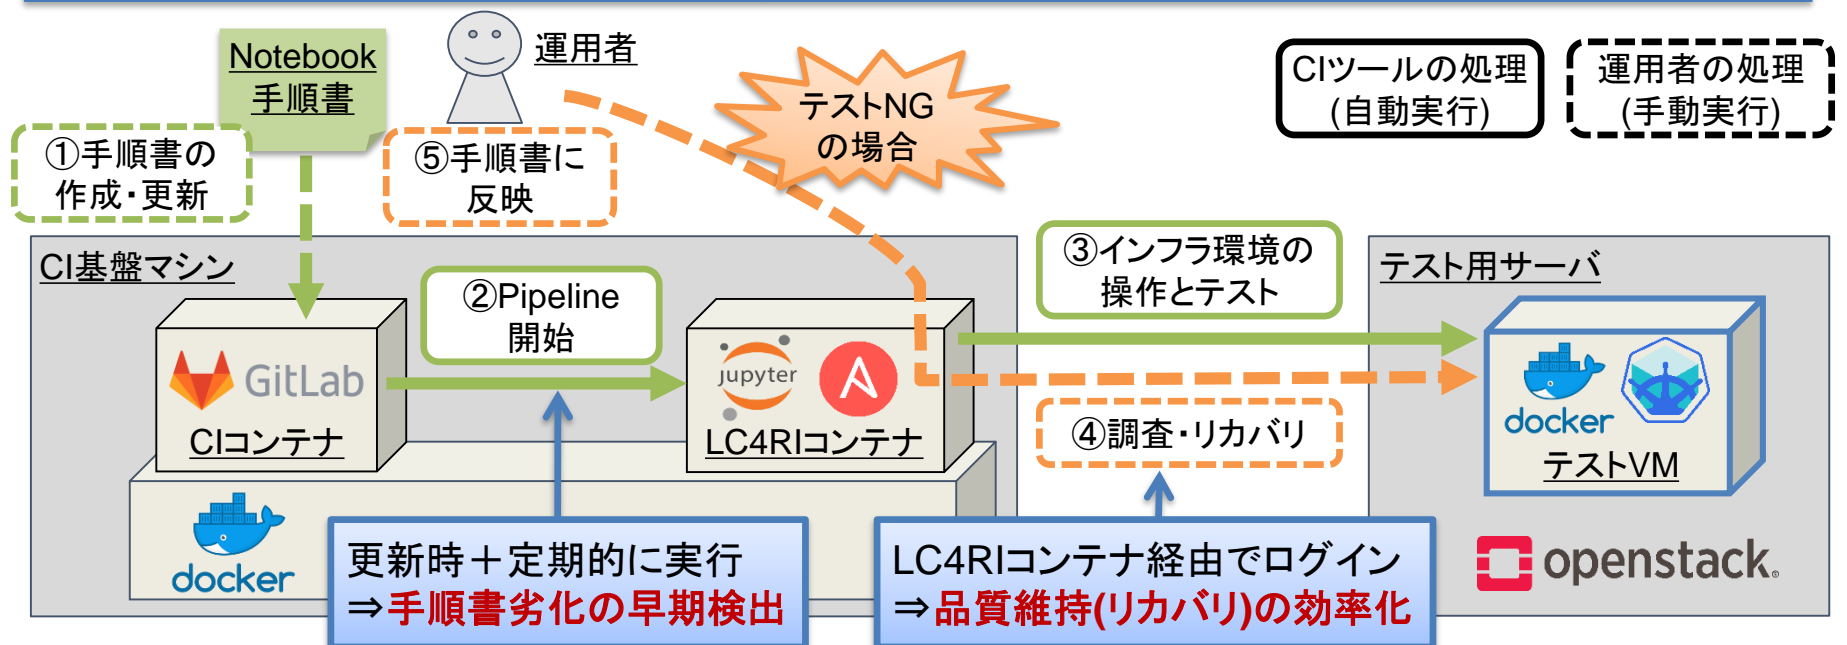 Notebook
手順書
運用者
テストNG
の場合
CIツールの処理
(自動実行)
運用者の処理
(手動実行)
①手順書の
作成・更新
⑤手順書に
反映
CI基盤マシン
②Pipeline
開始
③インフラ環境の
操作とテスト
テスト用サーバ
GitLab
CIコンテナ
jupyter
A
LC4RIコンテナ
④調査・リカバリ
docker
テストVM
docker
更新時＋定期的に実行
⇒手順書劣化の早期検出
LC4RIコンテナ経由でログイン
⇒品質維持(リカバリ)の効率化
openstack.